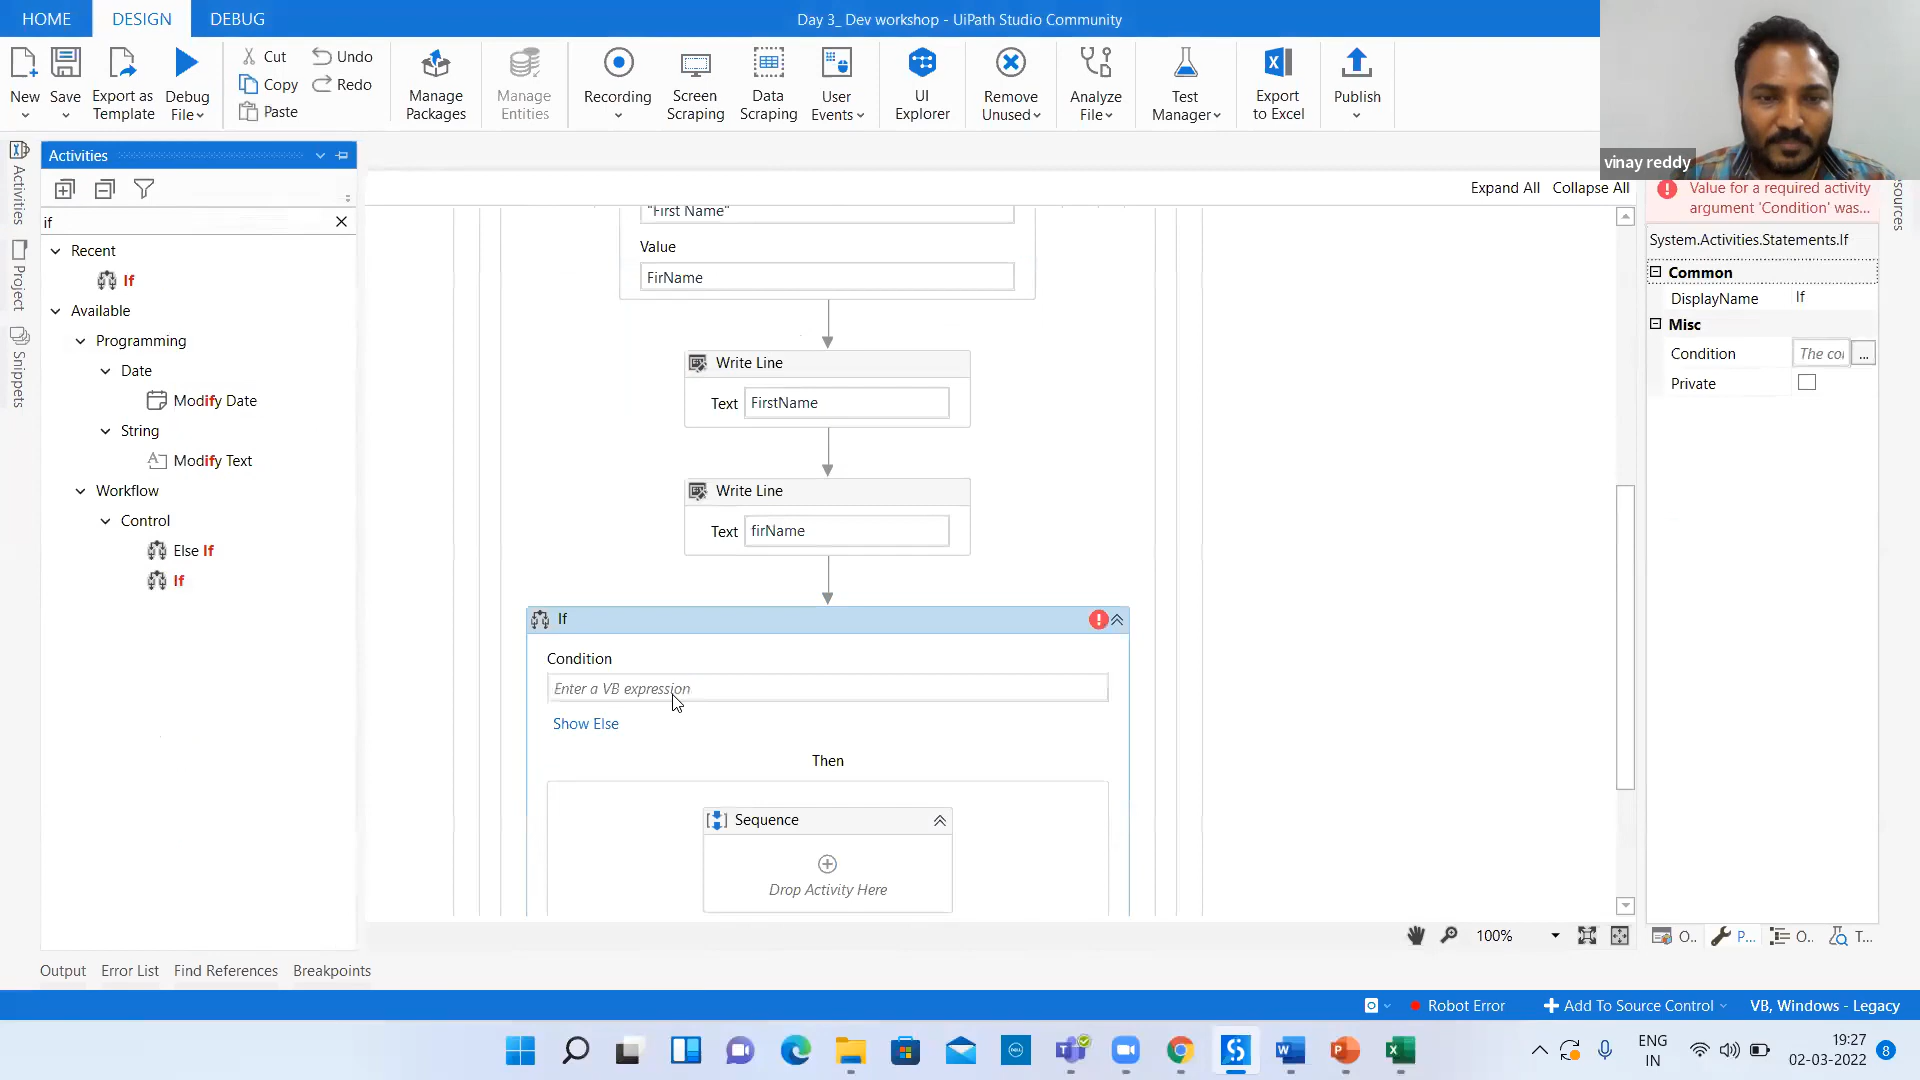 HOME DESIGN DEBUG
Day 3_ Dev workshop - UiPath Studio Community
New
Save
Export as Template
Debug File
Cut
Copy
Paste
Undo
Redo
Manage Packages
Manage Entities
Recording
Screen Scraping
Data Scraping
User Events
UI Explorer
Remove Unused
Analyze File
Test Manager
Export to Excel
Publish
vinay reddy
Activities
Project
Snippets
Activities
if
Recent
If
Available
Programming
Date
Modify Date
String
Modify Text
Workflow
Control
Else If
If
Expand All Collapse All
"First Name"
Value
FirName
Write Line
Text FirstName
Write Line
Text firName
If
Condition
Enter a VB expression
Show Else
Then
Sequence
Drop Activity Here
Value for a required activity
argument 'Condition' was...
System.Activities.Statements.If
Common
DisplayName If
Misc
Condition The co ...
Private
100%
O.. P... O.. T...
Output Error List Find References Breakpoints
Robot Error Add To Source Control VB, Windows - Legacy
ENG
IN
19:27
02-03-2022
8